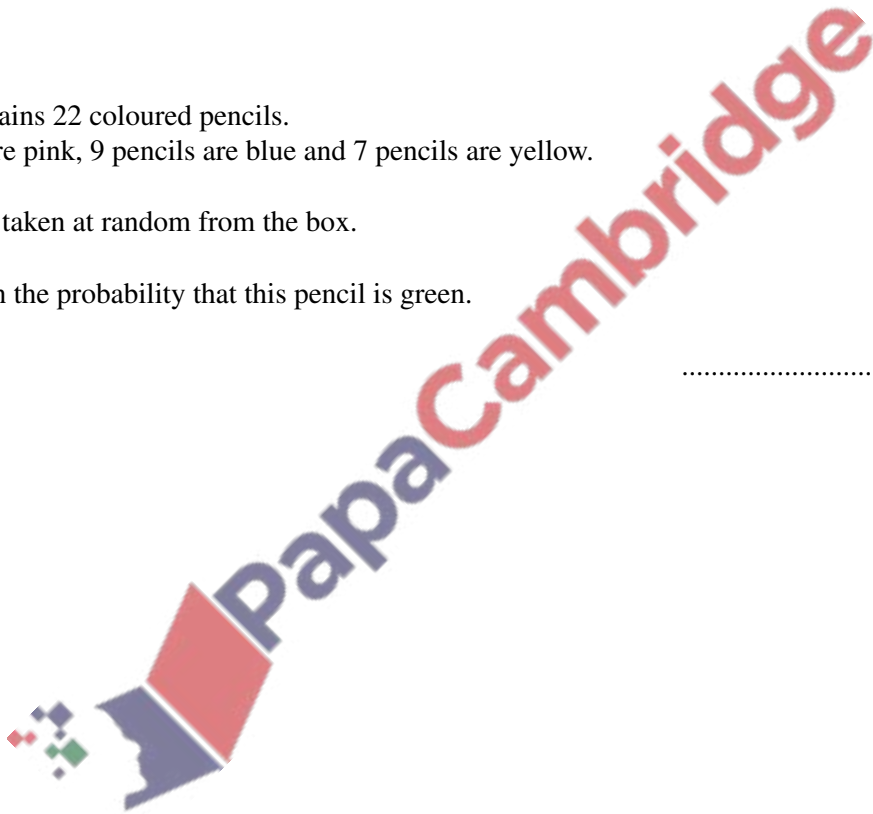 ains 22 coloured pencils.
re pink, 9 pencils are blue and 7 pencils are yellow.
taken at random from the box.
n the probability that this pencil is green.
..........................
PapaCambridge